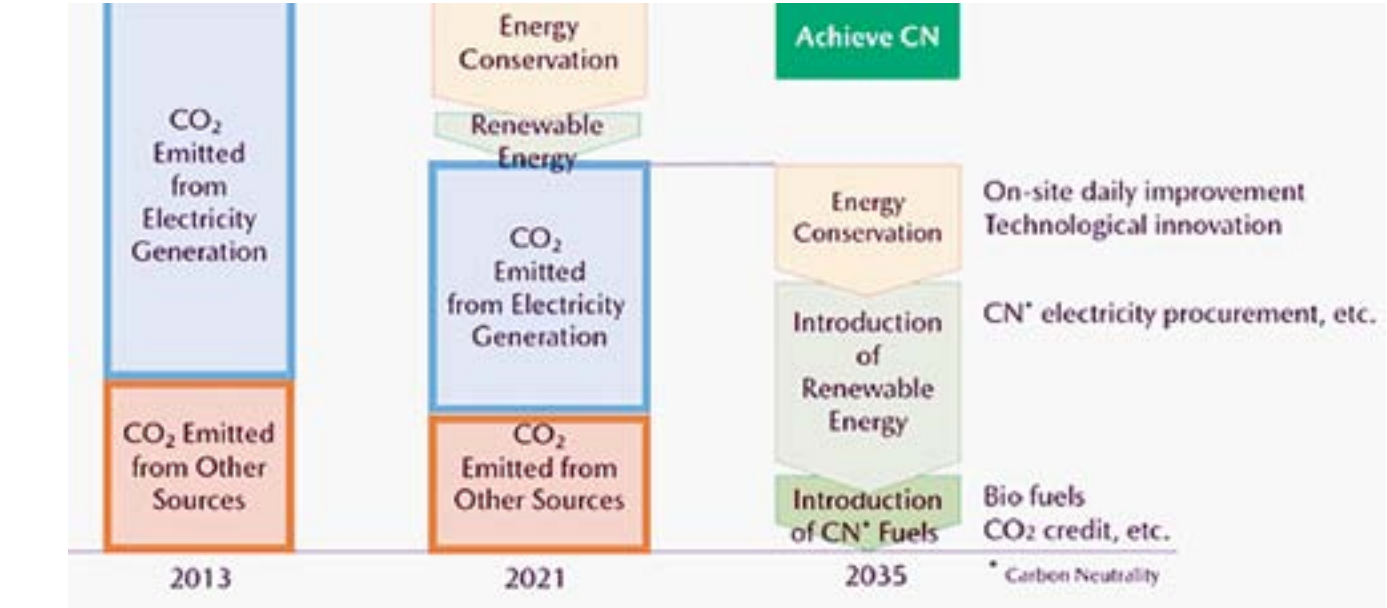 CO₂
Emitted
from
Electricity
Generation
CO₂ Emitted
from Other
Sources
2013
Energy
Conservation
Renewable
Energy
CO₂
Emitted
from Electricity
Generation
CO₂
Emitted from
Other Sources
2021
Achieve CN
Energy
Conservation
On-site daily improvement
Technological innovation
Introduction
of
Renewable
Energy
CN* electricity procurement, etc.
Introduction
of CN* Fuels
Bio fuels
CO₂ credit, etc.
2035
* Carbon Neutrality